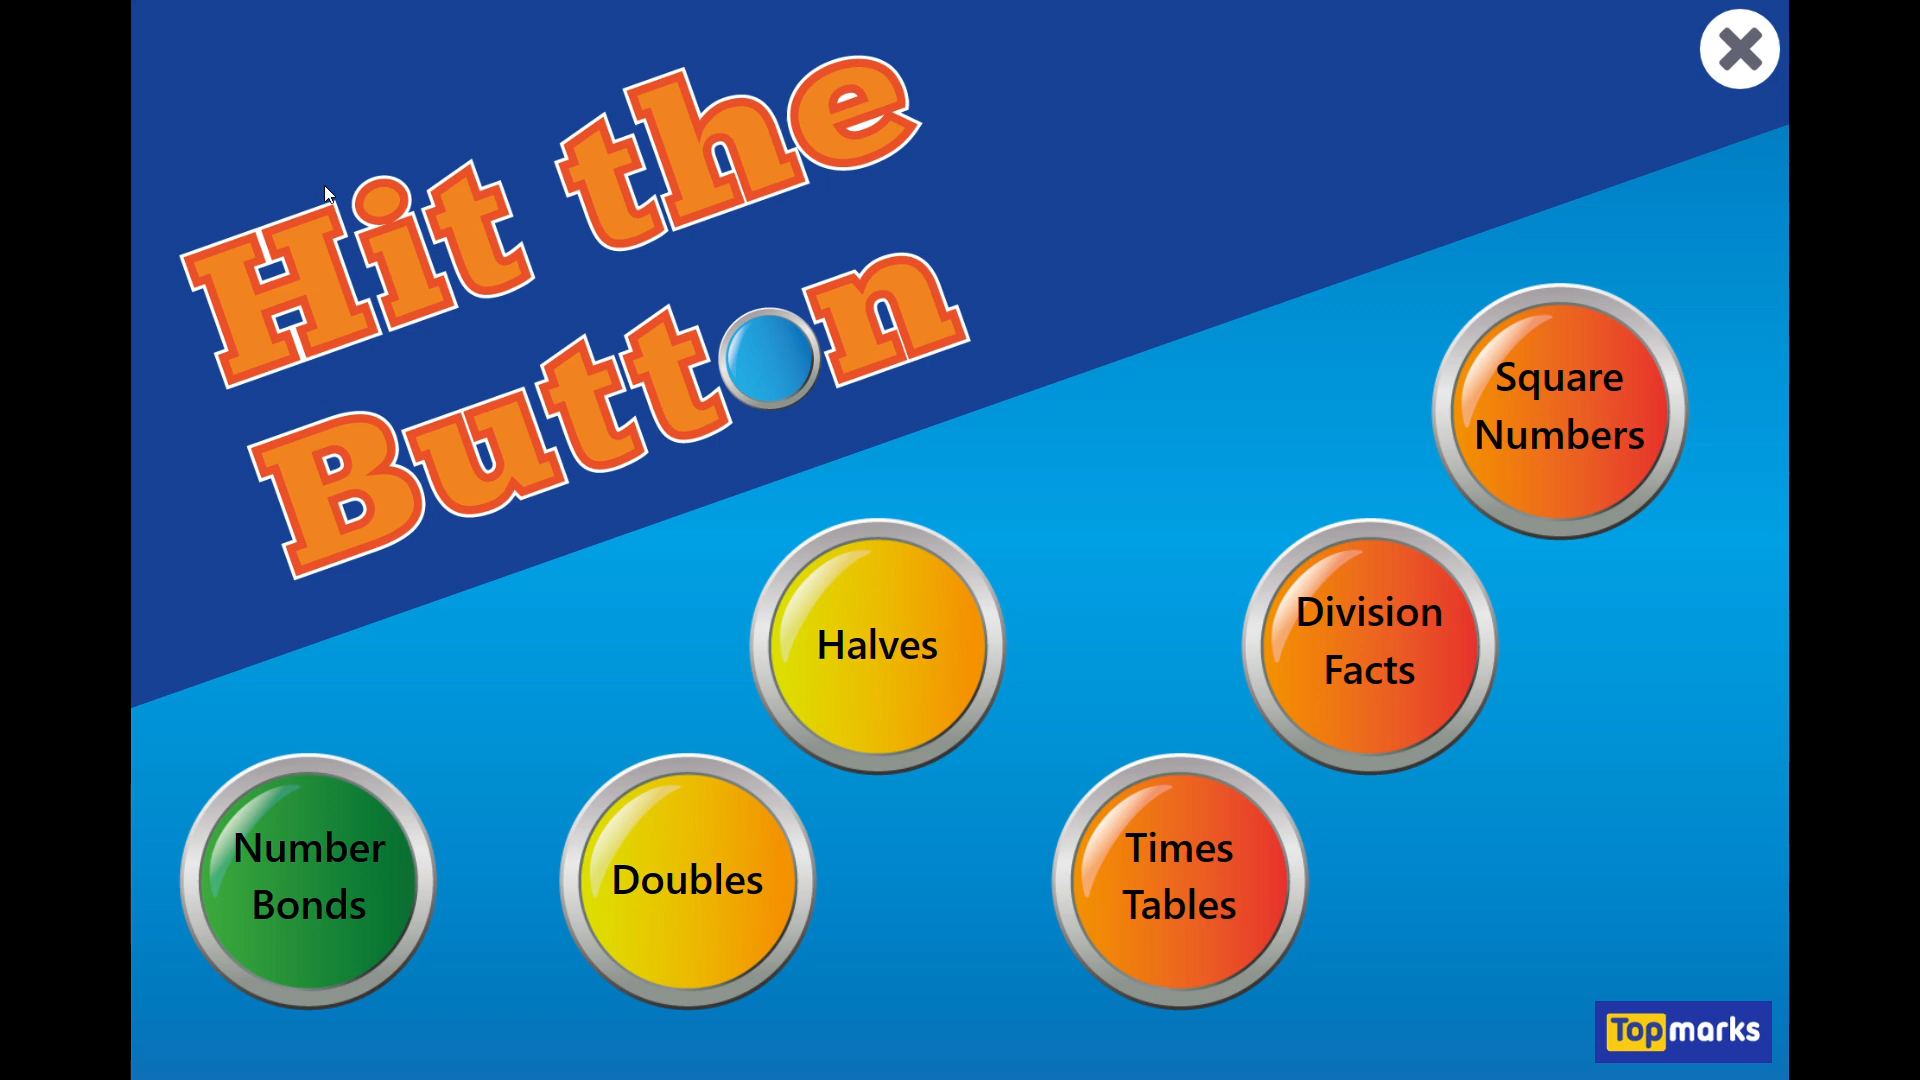 Hit the
Button
Square
Numbers
Halves
Division
Facts
Number
Bonds
Doubles
Times
Tables
Topmarks